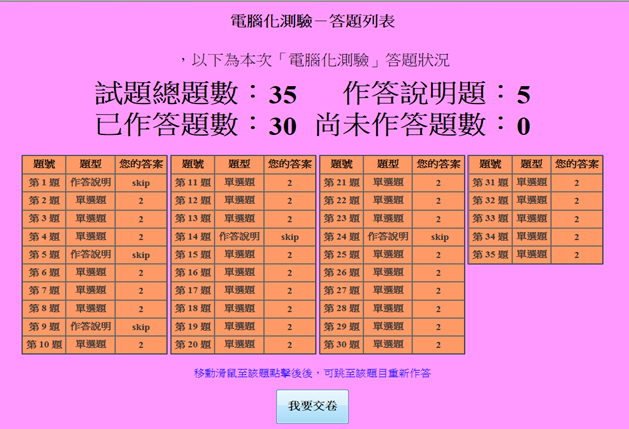 電腦化測驗－答題列表
，以下為本次「電腦化測驗」答題狀況
試題總題數：35 作答說明題：5
已作答題數：30 尚未作答題數：0
題號 題型 您的答案 題號 題型 您的答案 題號 題型 您的答案 題號 題型 您的答案
第 1 題 作答說明 skip 第 11 題 單選題 2 第 21 題 單選題 2 第 31 題 單選題 2
第 2 題 單選題 2 第 12 題 單選題 2 第 22 題 單選題 2 第 32 題 單選題 2
第 3 題 單選題 2 第 13 題 單選題 2 第 23 題 單選題 2 第 33 題 單選題 2
第 4 題 單選題 2 第 14 題 作答說明 skip 第 24 題 作答說明 skip 第 34 題 單選題 2
第 5 題 作答說明 skip 第 15 題 單選題 2 第 25 題 單選題 2 第 35 題 單選題 2
第 6 題 單選題 2 第 16 題 單選題 2 第 26 題 單選題 2
第 7 題 單選題 2 第 17 題 單選題 2 第 27 題 單選題 2
第 8 題 單選題 2 第 18 題 單選題 2 第 28 題 單選題 2
第 9 題 作答說明 skip 第 19 題 單選題 2 第 29 題 單選題 2
第 10 題 單選題 2 第 20 題 單選題 2 第 30 題 單選題 2
移動滑鼠至該題點擊後後，可跳至該題目重新作答
我要交卷